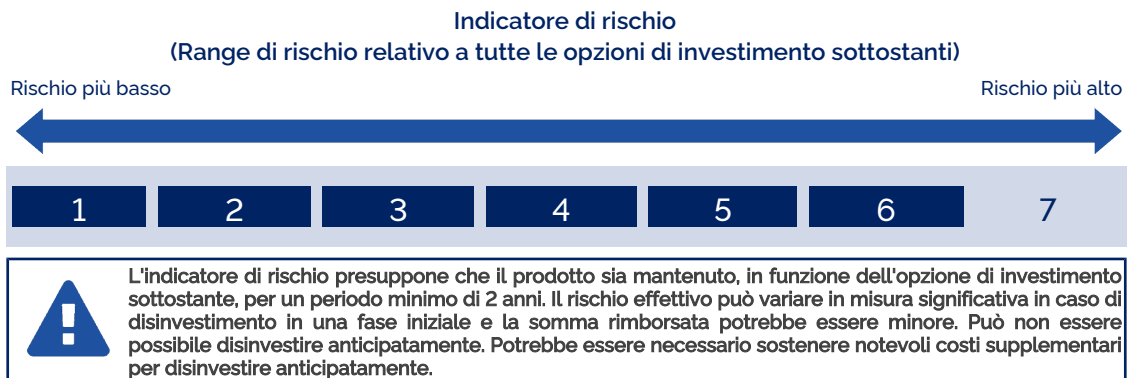 Indicatore di rischio
(Range di rischio relativo a tutte le opzioni di investimento sottostanti)
Rischio più basso
Rischio più alto
1 2 3 4 5 6 7
L'indicatore di rischio presuppone che il prodotto sia mantenuto, in funzione dell'opzione di investimento
sottostante, per un periodo minimo di 2 anni. Il rischio effettivo può variare in misura significativa in caso di
disinvestimento in una fase iniziale e la somma rimborsata potrebbe essere minore. Può non essere
possibile disinvestire anticipatamente. Potrebbe essere necessario sostenere notevoli costi supplementari
per disinvestire anticipatamente.